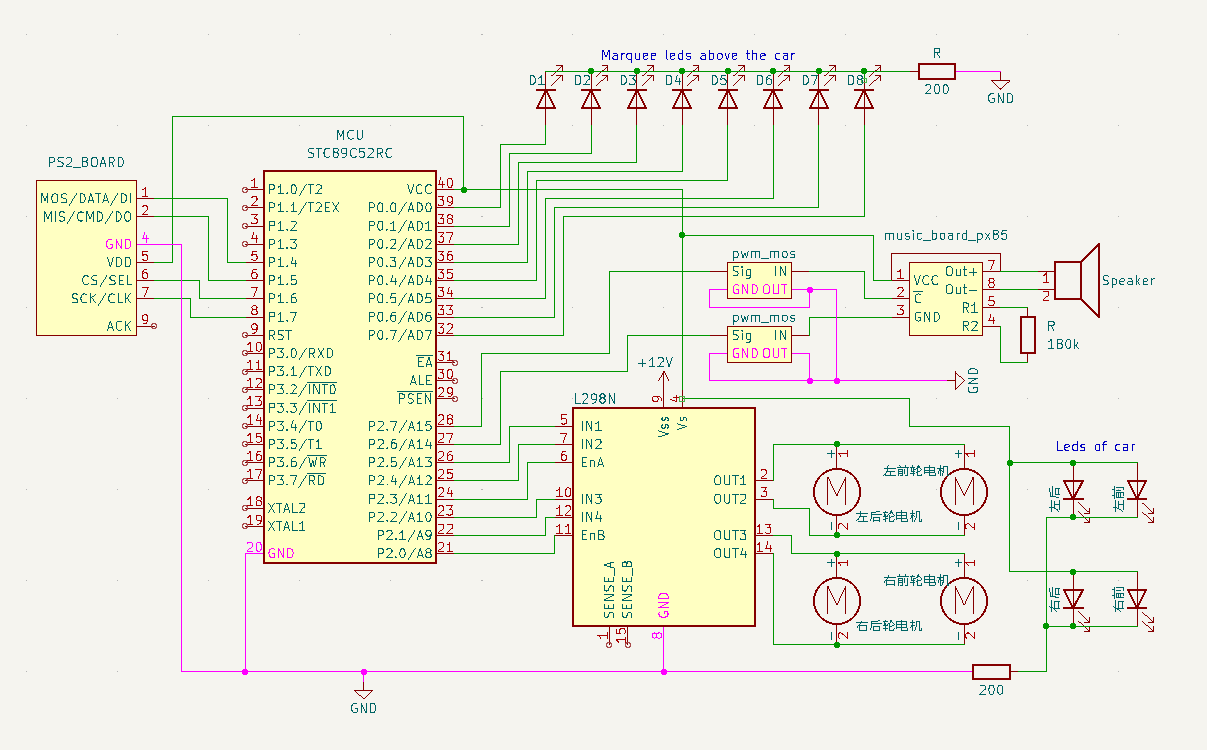 Marquee leds above the car
R
200
GND
D1
D2
D3
D4
D5
D6
D7
D8
PS2_BOARD
MOS/DATA/DI 1
MIS/CMD/DO 2
GND 4
VDD 5
CS/SEL 6
SCK/CLK 7
ACK 9
MCU
STC89C52RC
1 P1.0/T2
2 P1.1/T2EX
3 P1.2
4 P1.3
5 P1.4
6 P1.5
7 P1.6
8 P1.7
9 RST
10 P3.0/RXD
11 P3.1/TXD
12 P3.2/INT0
13 P3.3/INT1
14 P3.4/T0
15 P3.5/T1
16 P3.6/WR
17 P3.7/RD
18 XTAL2
19 XTAL1
20 GND
VCC 40
P0.0/AD0 39
P0.1/AD1 38
P0.2/AD2 37
P0.3/AD3 36
P0.4/AD4 35
P0.5/AD5 34
P0.6/AD6 33
P0.7/AD7 32
EA 31
ALE 30
PSEN 29
P2.7/A15 28
P2.6/A14 27
P2.5/A13 26
P2.4/A12 25
P2.3/A11 24
P2.2/A10 23
P2.1/A9 22
P2.0/A8 21
pwm_mos
Sig IN
GND OUT
pwm_mos
Sig IN
GND OUT
music_board_px85
1 VCC
2 C
3 GND
Out+ 7
Out- 8
R1 5
R2 4
1
2
Speaker
R
180k
GND
+12V
L298N
9 Vss
4 Vs
5 IN1
7 IN2
6 EnA
10 IN3
12 IN4
11 EnB
OUT1 2
OUT2 3
OUT3 13
OUT4 14
SENSE_A 1
SENSE_B 15
GND 8
+ 1
M
- 2
左后轮电机
+ 1
M
- 2
左前轮电机
+ 1
M
- 2
右后轮电机
+ 1
M
- 2
右前轮电机
Leds of car
左后
左前
右后
右前
200
GND